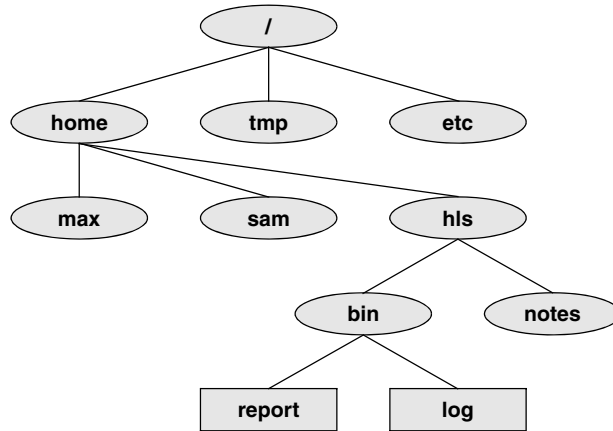 /
home tmp etc
max sam hls
bin notes
report log